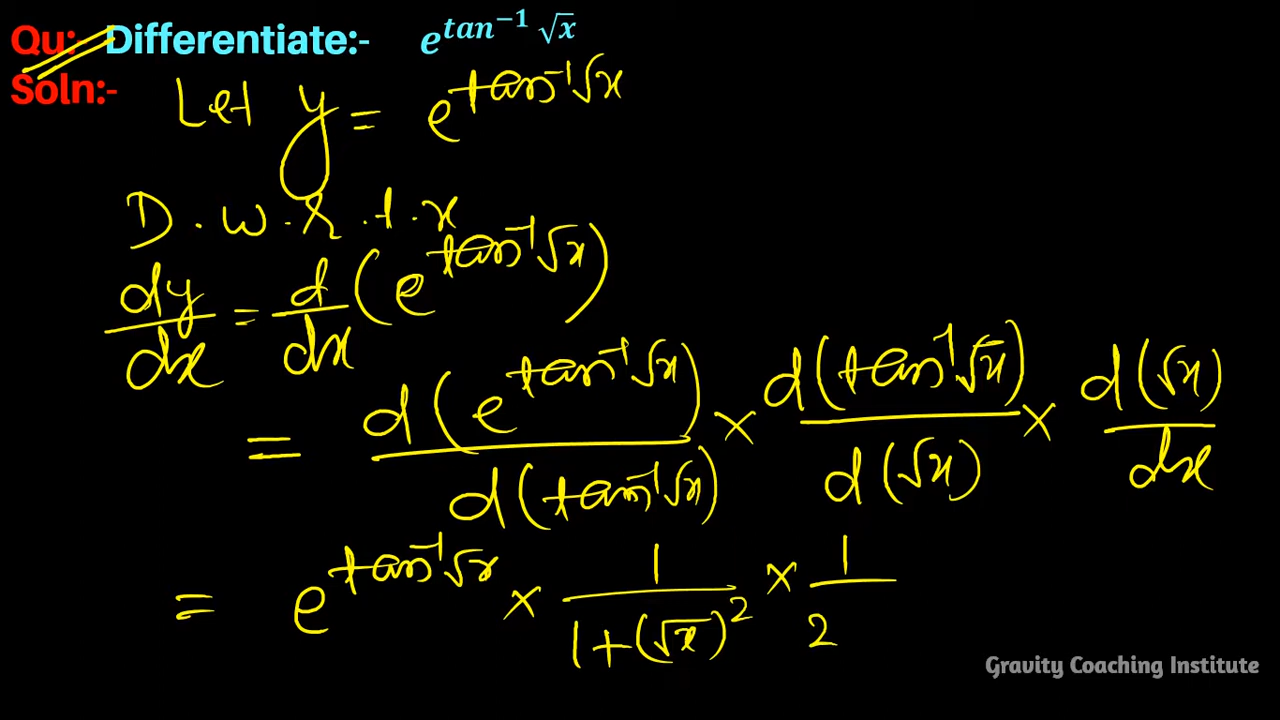 Qu:- Differentiate:- e^{tan^{-1} √x}
Soln:-
Let y = e^{tan^{-1}√x}
D.w.r.t.x
dy/dx = d/dx (e^{tan^{-1}√x})
= d(e^{tan^{-1}√x})/d(tan^{-1}√x) × d(tan^{-1}√x)/d(√x) × d(√x)/dx
= e^{tan^{-1}√x} × 1/(1+(√x)^2) × 1/2
Gravity Coaching Institute